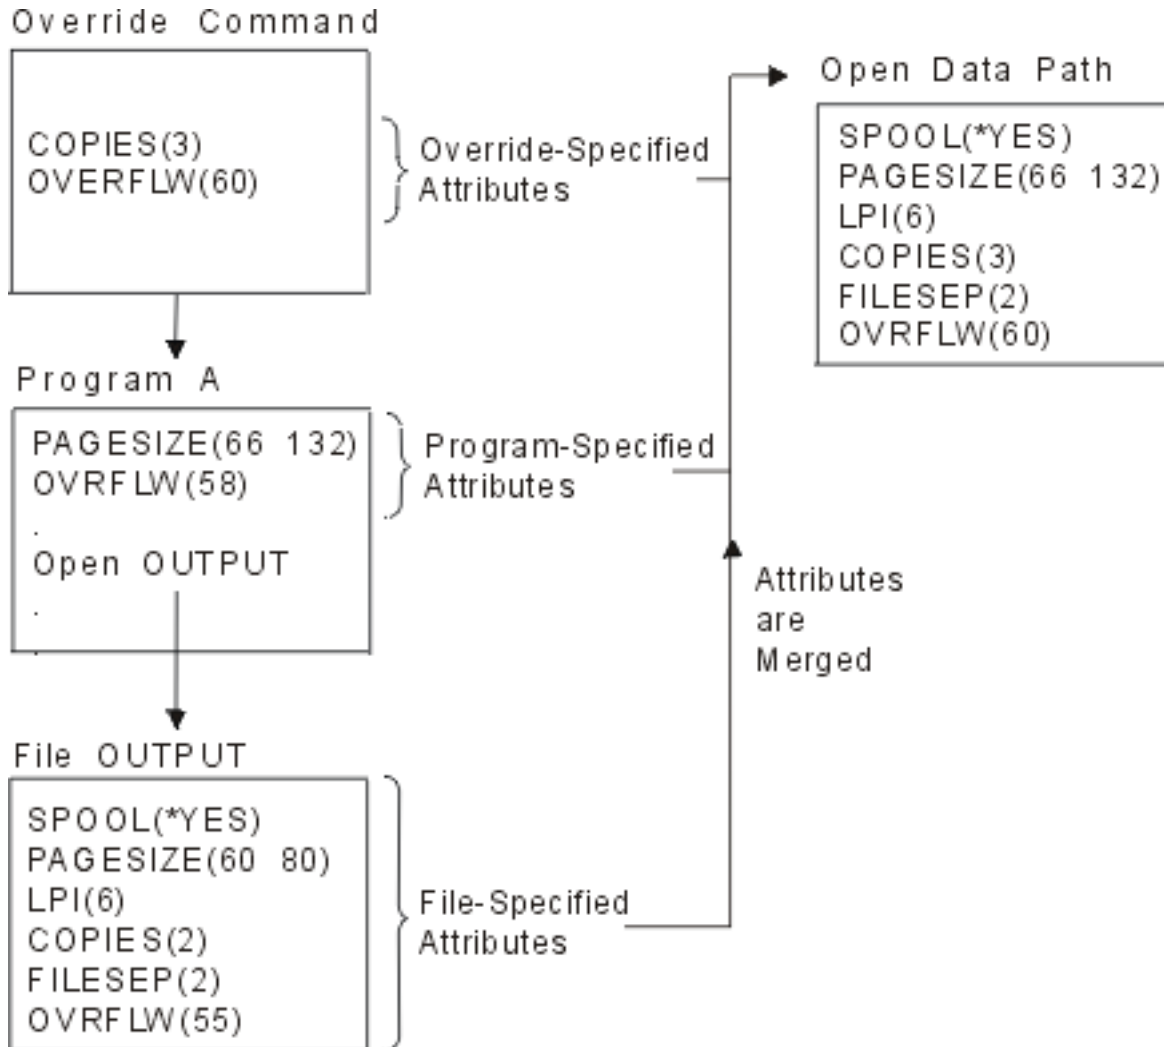 Override Command
COPIES(3)
OVERFLW(60)
Override-Specified
Attributes
Program A
PAGESIZE(66 132)
OVRFLW(58)
.
Open OUTPUT
.
.
Program-Specified
Attributes
File OUTPUT
SPOOL(*YES)
PAGESIZE(60 80)
LPI(6)
COPIES(2)
FILESEP(2)
OVRFLW(55)
File-Specified
Attributes
Attributes
are
Merged
Open Data Path
SPOOL(*YES)
PAGESIZE(66 132)
LPI(6)
COPIES(3)
FILESEP(2)
OVRFLW(60)